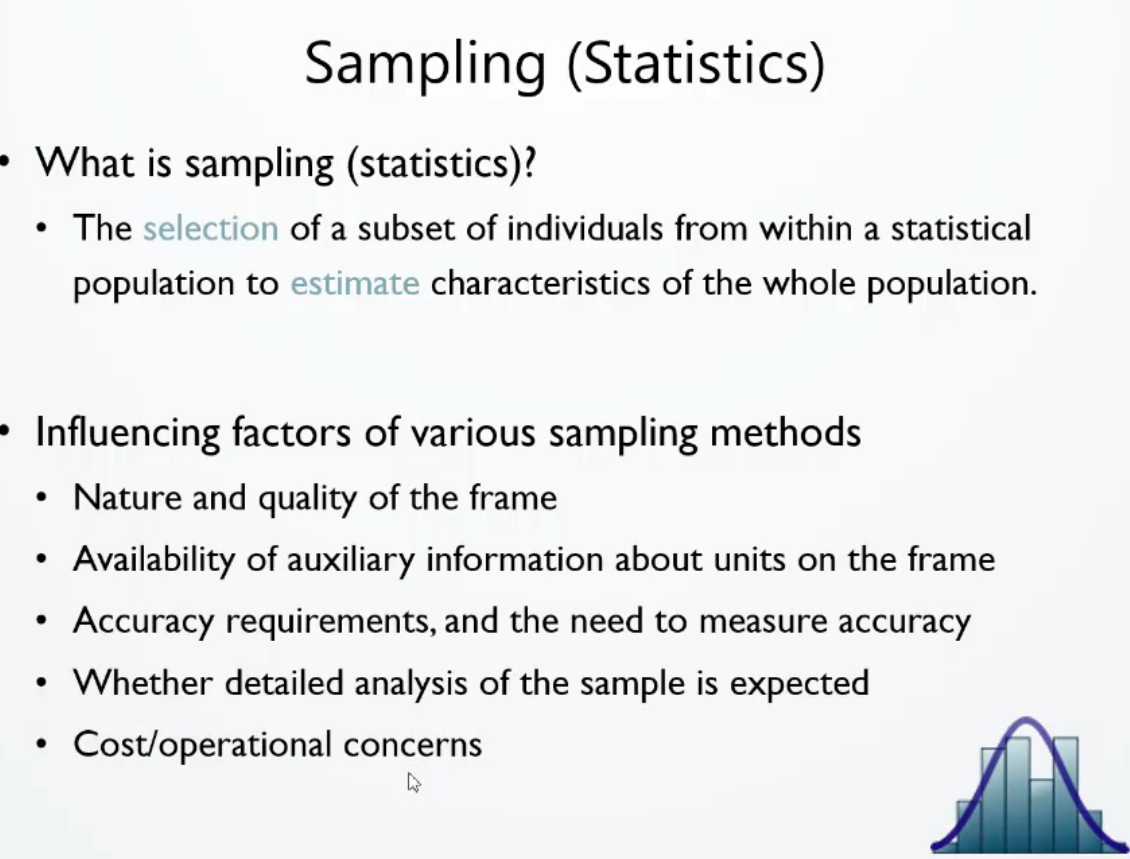 Sampling (Statistics)
• What is sampling (statistics)?
• The selection of a subset of individuals from within a statistical
population to estimate characteristics of the whole population.
• Influencing factors of various sampling methods
• Nature and quality of the frame
• Availability of auxiliary information about units on the frame
• Accuracy requirements, and the need to measure accuracy
• Whether detailed analysis of the sample is expected
• Cost/operational concerns